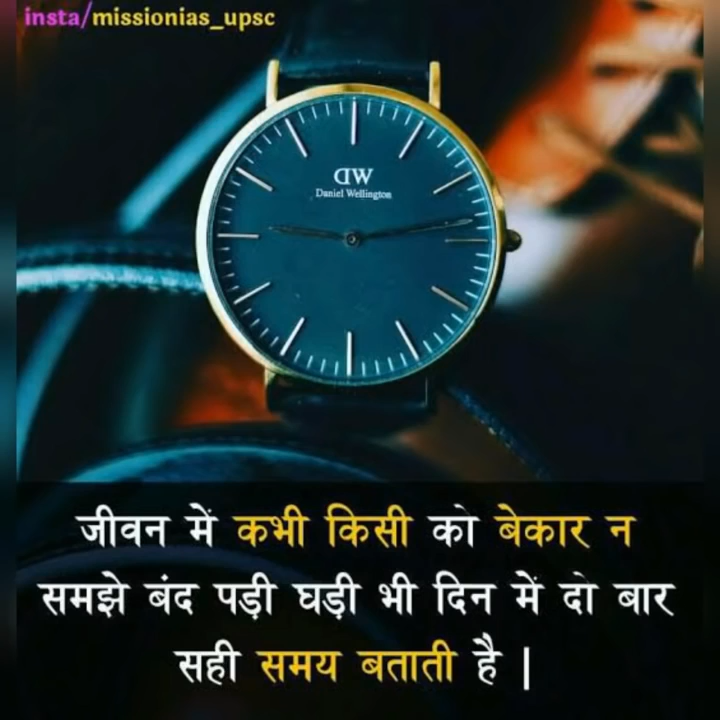 insta/missionias_upsc
DW
Daniel Wellington
जीवन में कभी किसी को बेकार न
समझे बंद पड़ी घड़ी भी दिन में दो बार
सही समय बताती है |